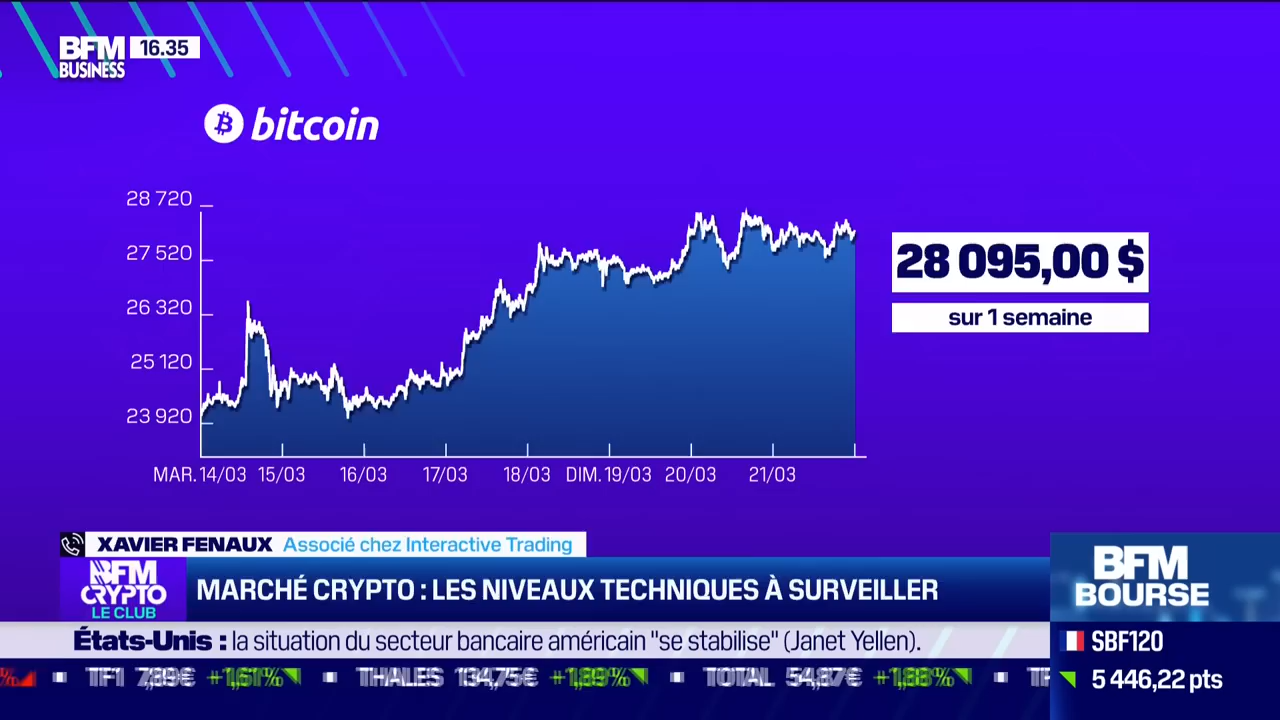 BFM
BUSINESS
16.35
bitcoin
28 720
27 520
26 320
25 120
23 920
MAR. 14/03 15/03 16/03 17/03 18/03 DIM. 19/03 20/03 21/03
28 095,00 $
sur 1 semaine
XAVIER FENAUX Associé chez Interactive Trading
BFM
CRYPTO
LE CLUB
MARCHÉ CRYPTO : LES NIVEAUX TECHNIQUES À SURVEILLER
BFM
BOURSE
États-Unis : la situation du secteur bancaire américain "se stabilise" (Janet Yellen).
SBF120
5 446,22 pts
TF1 THALES 134,75€ TOTAL